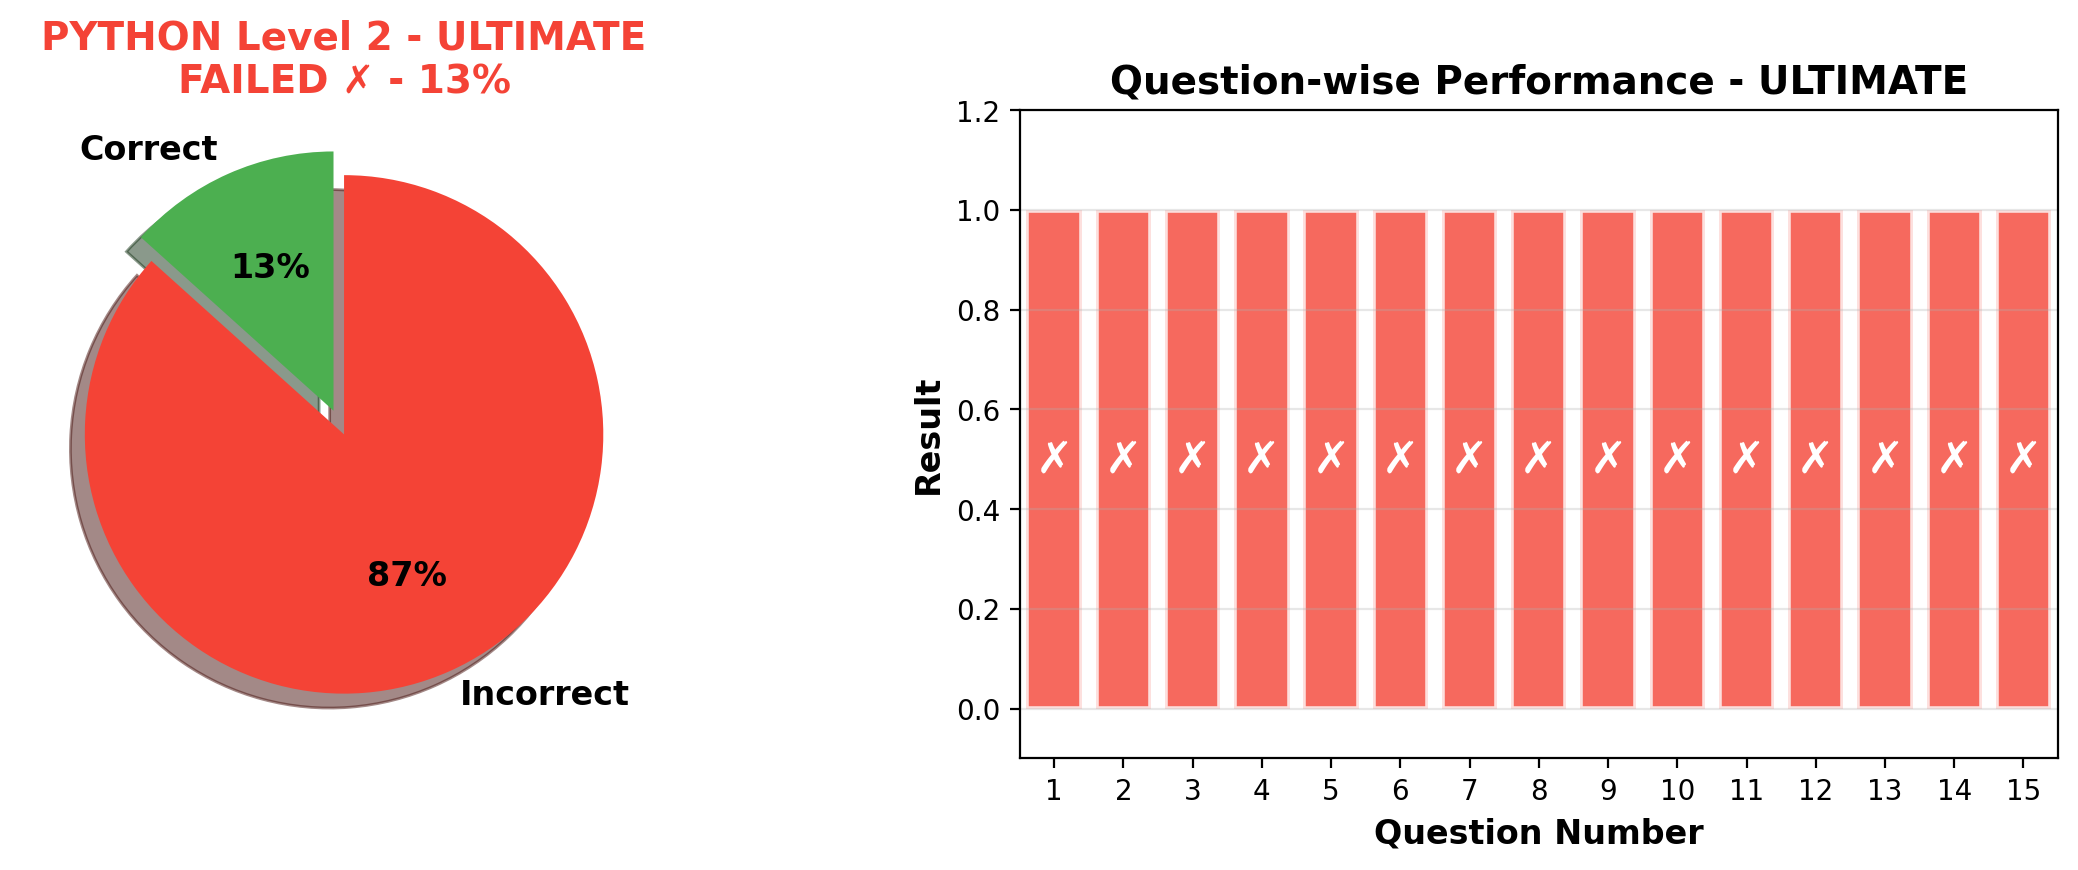 PYTHON Level 2 - ULTIMATE
FAILED ✗ - 13%
Correct
13%
87%
Incorrect
Question-wise Performance - ULTIMATE
1.2
1.0
0.8
0.6
0.4
0.2
0.0
Result
✗ ✗ ✗ ✗ ✗ ✗ ✗ ✗ ✗ ✗ ✗ ✗ ✗ ✗ ✗
1 2 3 4 5 6 7 8 9 10 11 12 13 14 15
Question Number